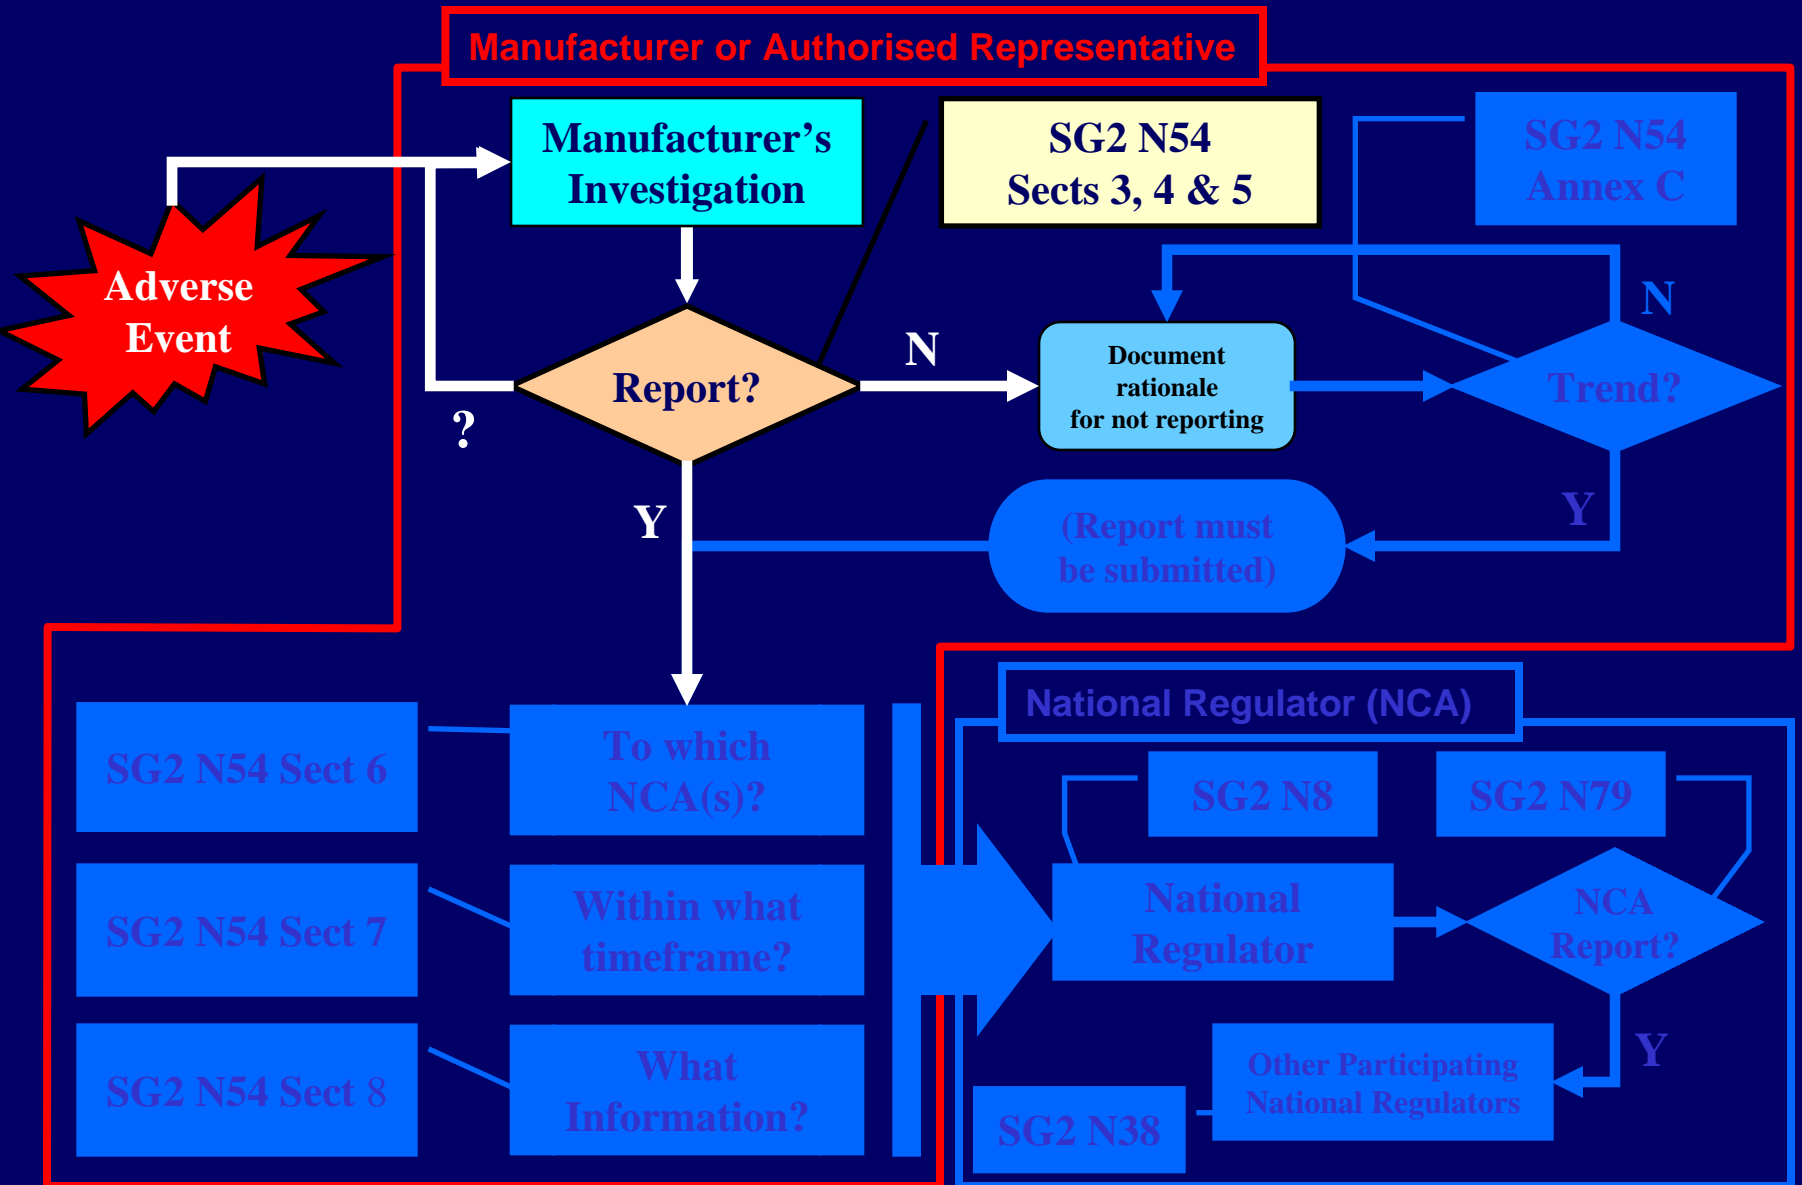 Manufacturer or Authorised Representative
Manufacturer’s
Investigation
SG2 N54
Sects 3, 4 & 5
SG2 N54
Annex C
Adverse
Event
Report?
?
N
Document
rationale
for not reporting
Trend?
N
Y
Y
(Report must
be submitted)
SG2 N54 Sect 6
To which
NCA(s)?
SG2 N54 Sect 7
Within what
timeframe?
SG2 N54 Sect 8
What
Information?
National Regulator (NCA)
SG2 N8
SG2 N79
National
Regulator
NCA
Report?
Y
Other Participating
National Regulators
SG2 N38